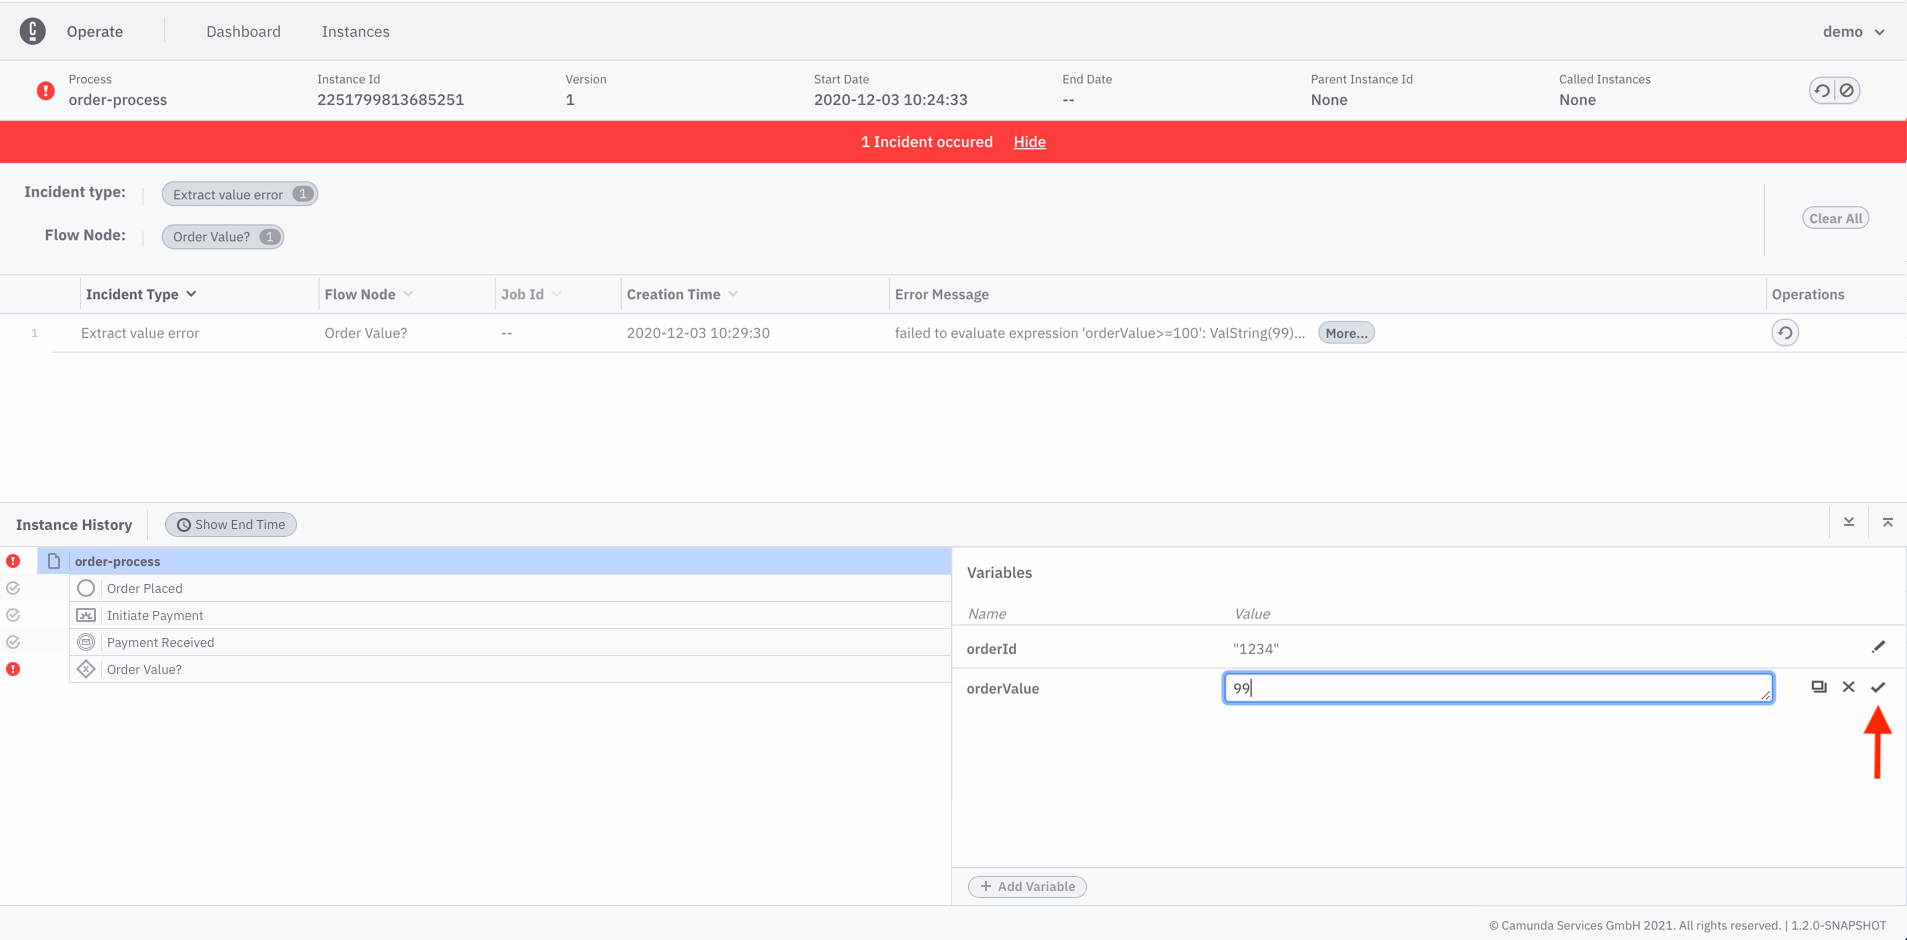 Operate Dashboard Instances demo
Process Instance Id Version Start Date End Date Parent Instance Id Called Instances
order-process 2251799813685251 1 2020-12-03 10:24:33 -- None None
1 Incident occured Hide
Incident type: Extract value error 1
Flow Node: Order Value? 1
Clear All
Incident Type Flow Node Job Id Creation Time Error Message Operations
1 Extract value error Order Value? -- 2020-12-03 10:29:30 failed to evaluate expression 'orderValue>=100': ValString(99)... More...
Instance History Show End Time
order-process
Order Placed
Initiate Payment
Payment Received
Order Value?
Variables
Name Value
orderId "1234"
orderValue 99
+ Add Variable
© Camunda Services GmbH 2021. All rights reserved. | 1.2.0-SNAPSHOT